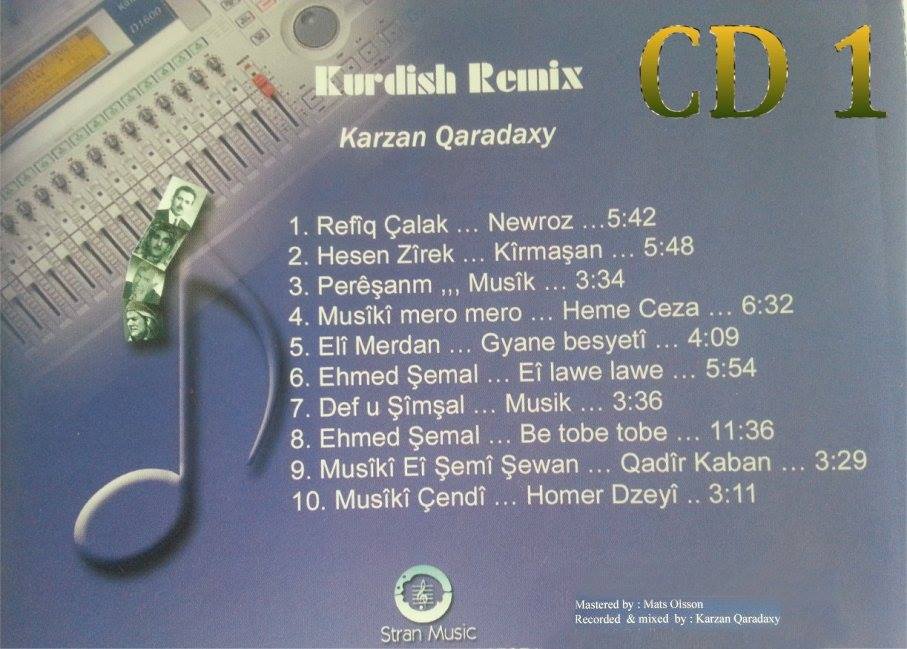 D1600
CD 1
Kurdish Remix
Karzan Qaradaxy
1. Refîq Çalak ... Newroz ...5:42
2. Hesen Zîrek ... Kîrmaşan ... 5:48
3. Perêşanm ,,, Musîk ... 3:34
4. Musîkî mero mero ... Heme Ceza ... 6:32
5. Elî Merdan ... Gyane besyetî ... 4:09
6. Ehmed Şemal ... Eî lawe lawe ... 5:54
7. Def u Şîmşal ... Musik ... 3:36
8. Ehmed Şemal ... Be tobe tobe ... 11:36
9. Musîkî Eî Şemî Şewan ... Qadîr Kaban ... 3:29
10. Musîkî Çendî ... Homer Dzeyî .. 3:11
Stran Music
Mastered by : Mats Olsson
Recorded & mixed by : Karzan Qaradaxy